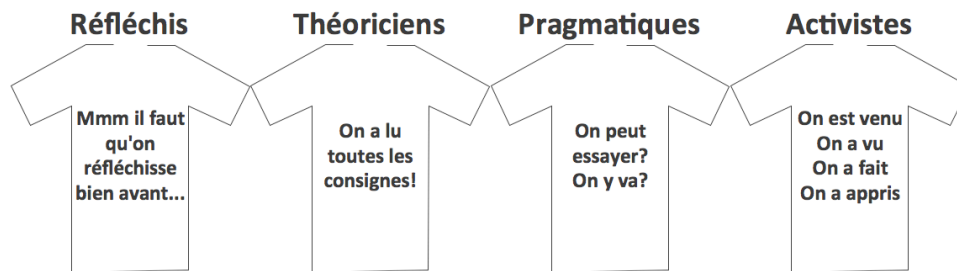 Réfléchis
Théoriciens
Pragmatiques
Activistes
Mmm il faut
qu'on
réfléchisse
bien avant...
On a lu
toutes les
consignes!
On peut
essayer?
On y va?
On est venu
On a vu
On a fait
On a appris